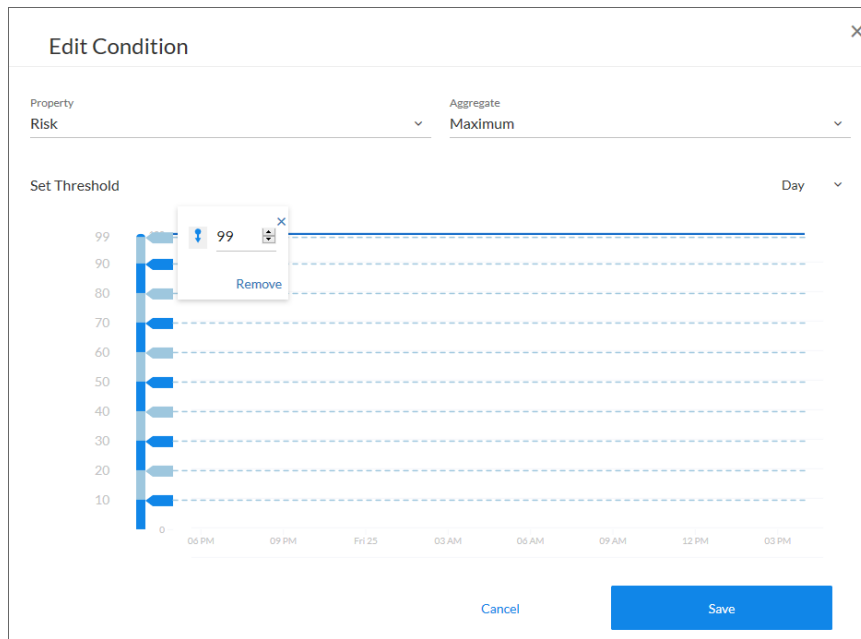 Edit Condition
Property
Risk
Aggregate
Maximum
Set Threshold
Day
99
99
Remove
90
80
70
60
50
40
30
20
10
0
06 PM 09 PM Fri 25 03 AM 06 AM 09 AM 12 PM 03 PM
Cancel
Save